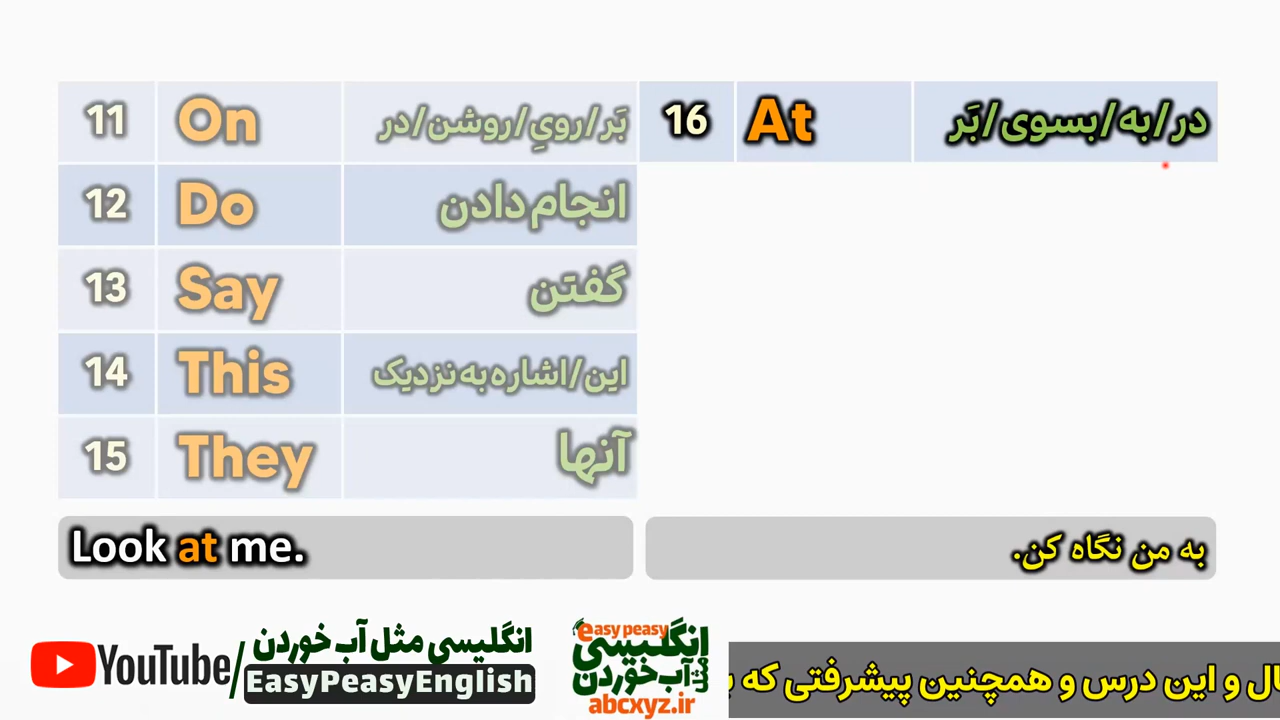 11 On بَر/رویِ/روشن/در
12 Do انجام دادن
13 Say گفتن
14 This این/اشاره به نزدیک
15 They آنها
16 At در/به/بسوی/بَر
Look at me.
به من نگاه کن.
YouTube/
انگلیسی مثل آب خوردن
EasyPeasyEnglish
easy peasy
انگلیسی
مثل
آب خوردن
abcxyz.ir
ال و این درس و همچنین پیشرفتی که